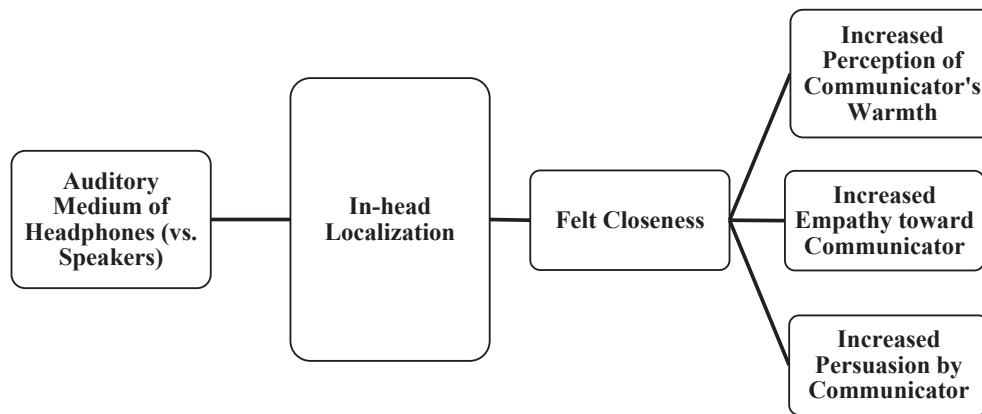 Auditory
Medium of
Headphones (vs.
Speakers)
In-head
Localization
Felt Closeness
Increased
Perception of
Communicator's
Warmth
Increased
Empathy toward
Communicator
Increased
Persuasion by
Communicator